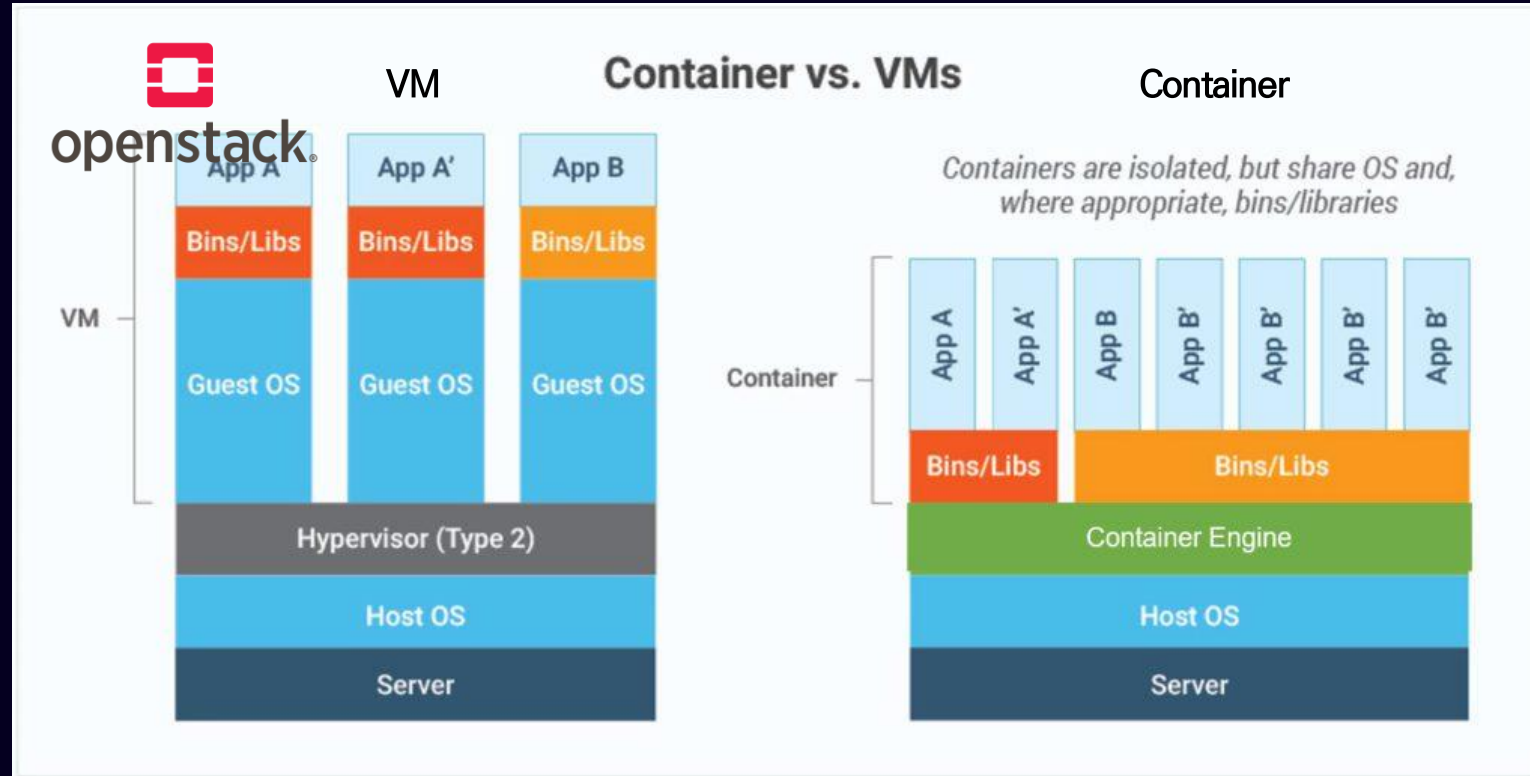 Container vs. VMs
VM
Container
openstack.
App A
App A'
App B
Bins/Libs
Bins/Libs
Bins/Libs
VM
Guest OS
Guest OS
Guest OS
Hypervisor (Type 2)
Host OS
Server
Containers are isolated, but share OS and,
where appropriate, bins/libraries
Container
App A
App A'
App B
App B'
App B'
App B'
App B'
Bins/Libs
Bins/Libs
Container Engine
Host OS
Server